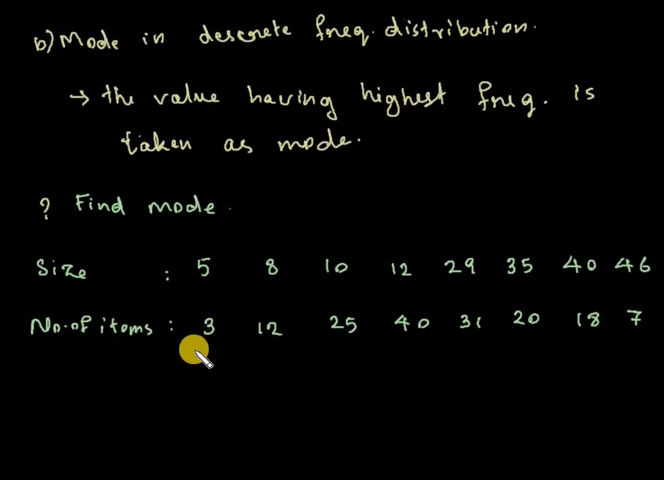 b) Mode in descrete freq. distribution.
→ the value having highest freq. is
taken as mode.
? Find mode.
Size : 5 8 10 12 29 35 40 46
No.of items : 3 12 25 40 31 20 18 7